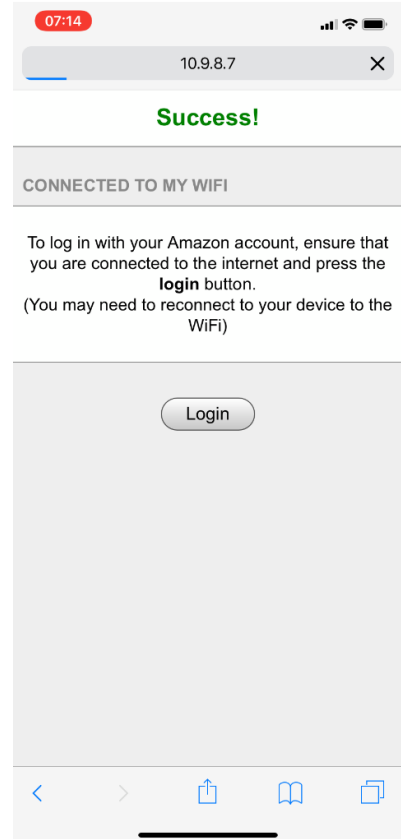 07:14
10.9.8.7
Success!
CONNECTED TO MY WIFI
To log in with your Amazon account, ensure that
you are connected to the internet and press the
login button.
(You may need to reconnect to your device to the
WiFi)
Login